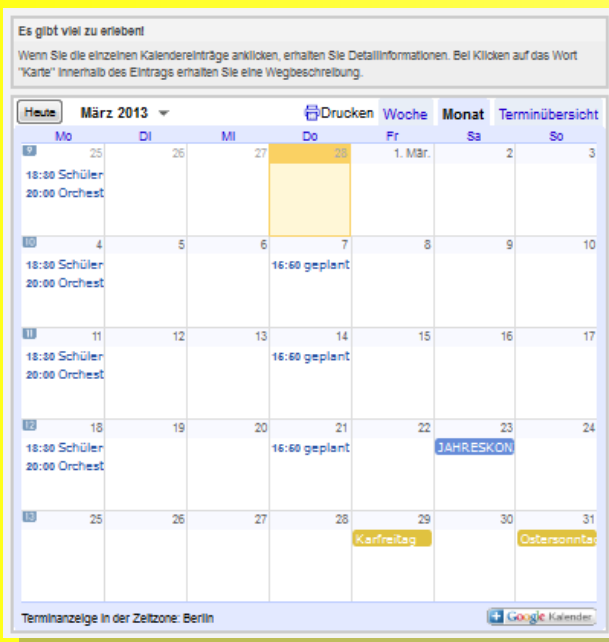 Es gibt viel zu erleben!
Wenn Sie die einzelnen Kalendereinträge anklicken, erhalten Sie Detailinformationen. Bei Klicken auf das Wort
"Karte" innerhalb des Eintrags erhalten Sie eine Wegbeschreibung.
Heute März 2013 Drucken Woche Monat Terminübersicht
Mo Di Mi Do Fr Sa So
9 25 26 27 28 1. Mär. 2 3
18:30 Schüler
20:00 Orchest
10 4 5 6 7 8 9 10
18:30 Schüler 16:50 geplant
20:00 Orchest
11 11 12 13 14 15 16 17
18:30 Schüler 16:50 geplant
20:00 Orchest
12 18 19 20 21 22 23 24
18:30 Schüler 16:50 geplant JAHRESKON
20:00 Orchest
13 25 26 27 28 29 30 31
Karfreitag Ostersonnta
Terminanzeige in der Zeitzone: Berlin Google Kalender